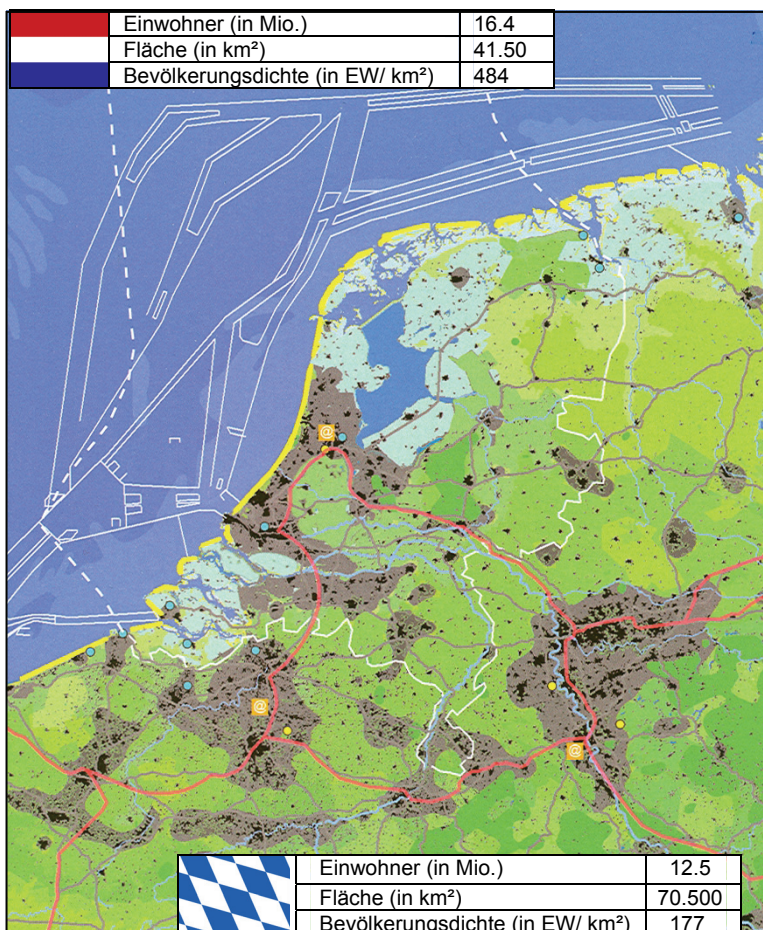 Einwohner (in Mio.) 16.4
Fläche (in km²) 41.50
Bevölkerungsdichte (in EW/ km²) 484
@
@
@
Einwohner (in Mio.) 12.5
Fläche (in km²) 70.500
Bevölkerungsdichte (in EW/ km²) 177